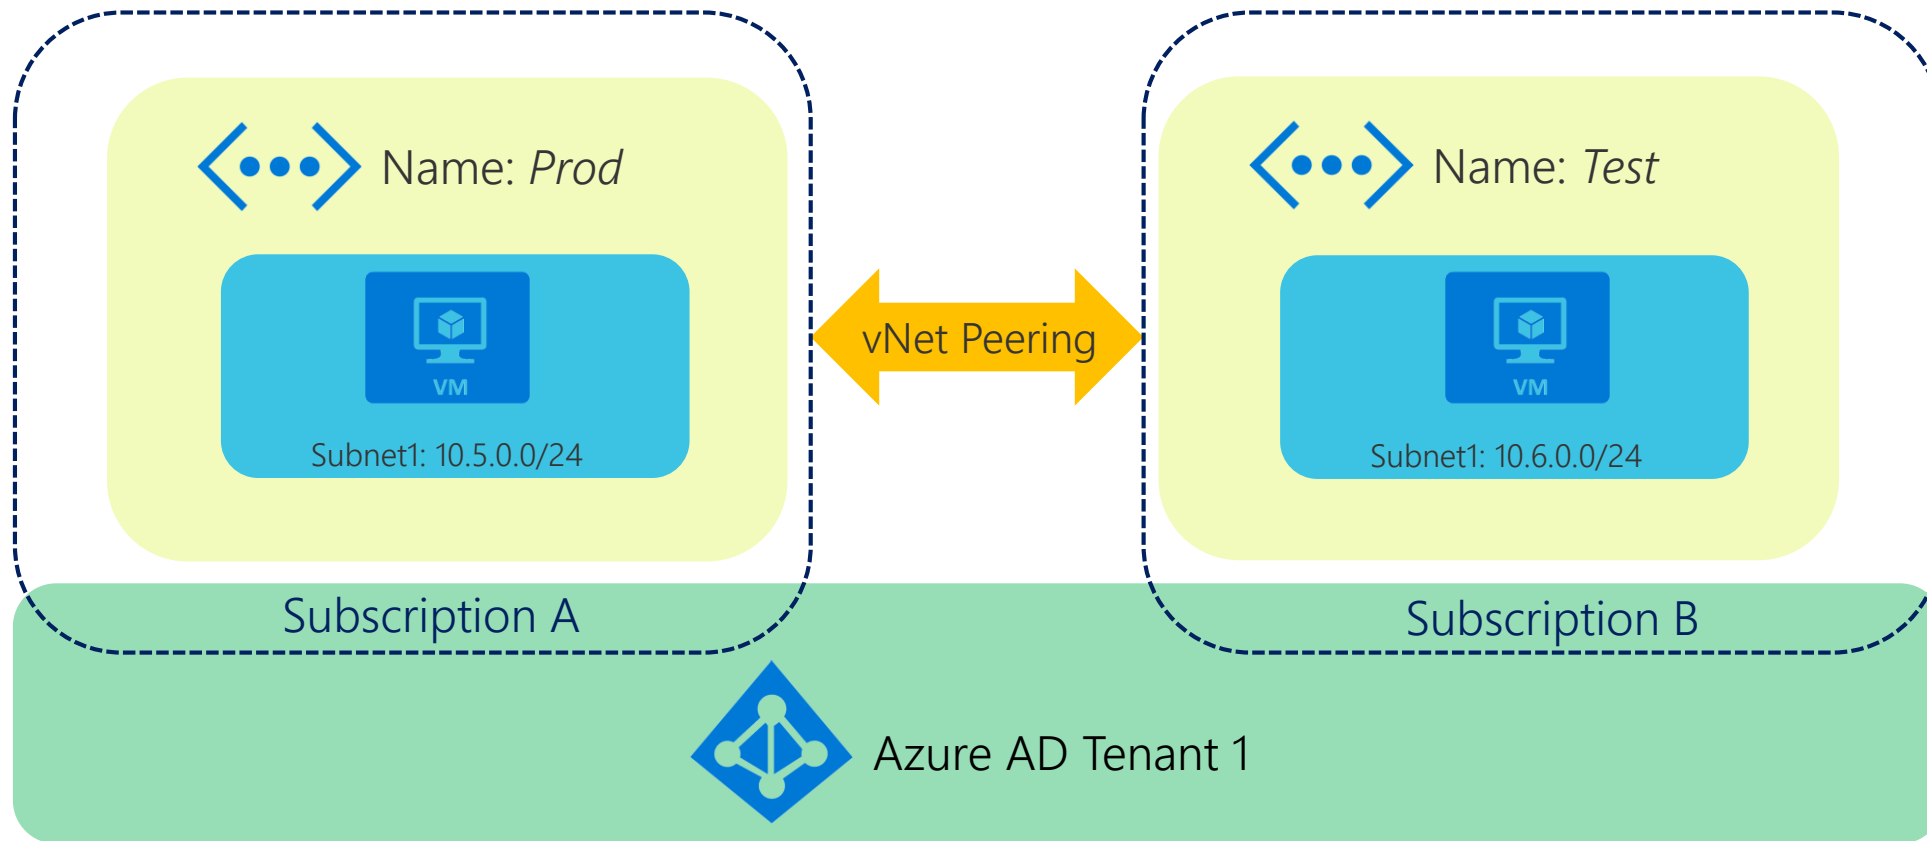 Name: Prod
VM
Subnet1: 10.5.0.0/24
Subscription A
vNet Peering
Name: Test
VM
Subnet1: 10.6.0.0/24
Subscription B
Azure AD Tenant 1